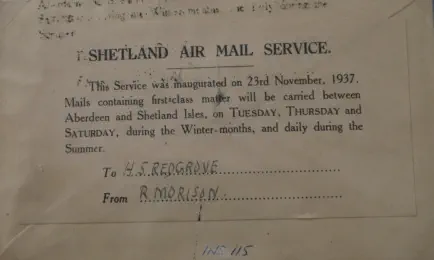 SHETLAND AIR MAIL SERVICE.
This Service was inaugurated on 23rd November, 1937.
Mails containing first-class matter will be carried between
Aberdeen and Shetland Isles, on TUESDAY, THURSDAY and
SATURDAY, during the Winter-months, and daily during the
Summer.
To H.S REDGROVE
From R MORISON